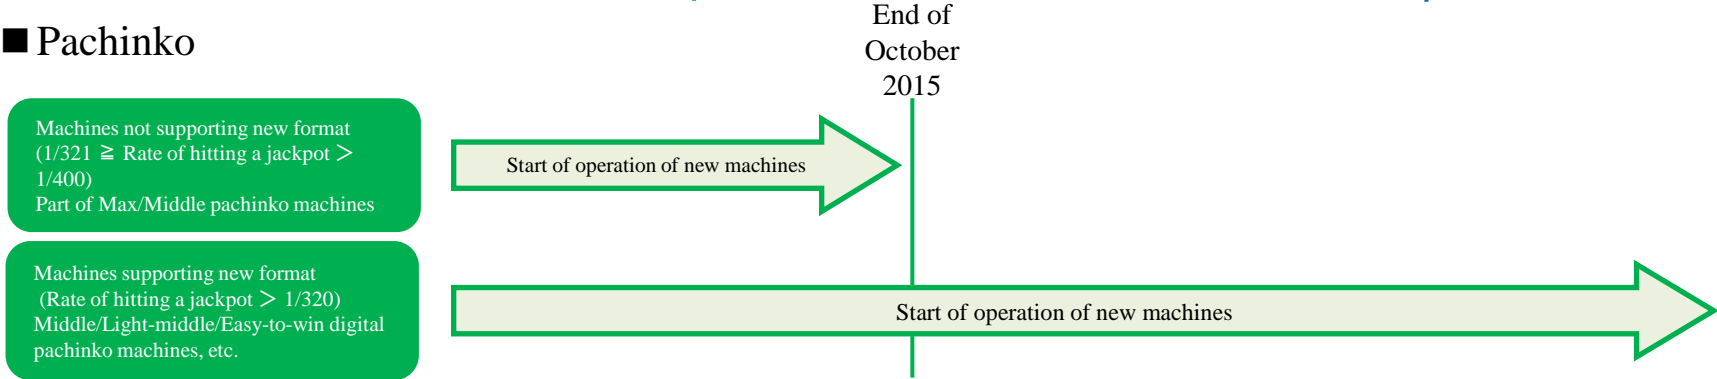 End of
October
2015
■ Pachinko
Machines not supporting new format
(1/321 ≧ Rate of hitting a jackpot ＞
1/400)
Part of Max/Middle pachinko machines
Start of operation of new machines
Machines supporting new format
(Rate of hitting a jackpot ＞ 1/320)
Middle/Light-middle/Easy-to-win digital
pachinko machines, etc.
Start of operation of new machines